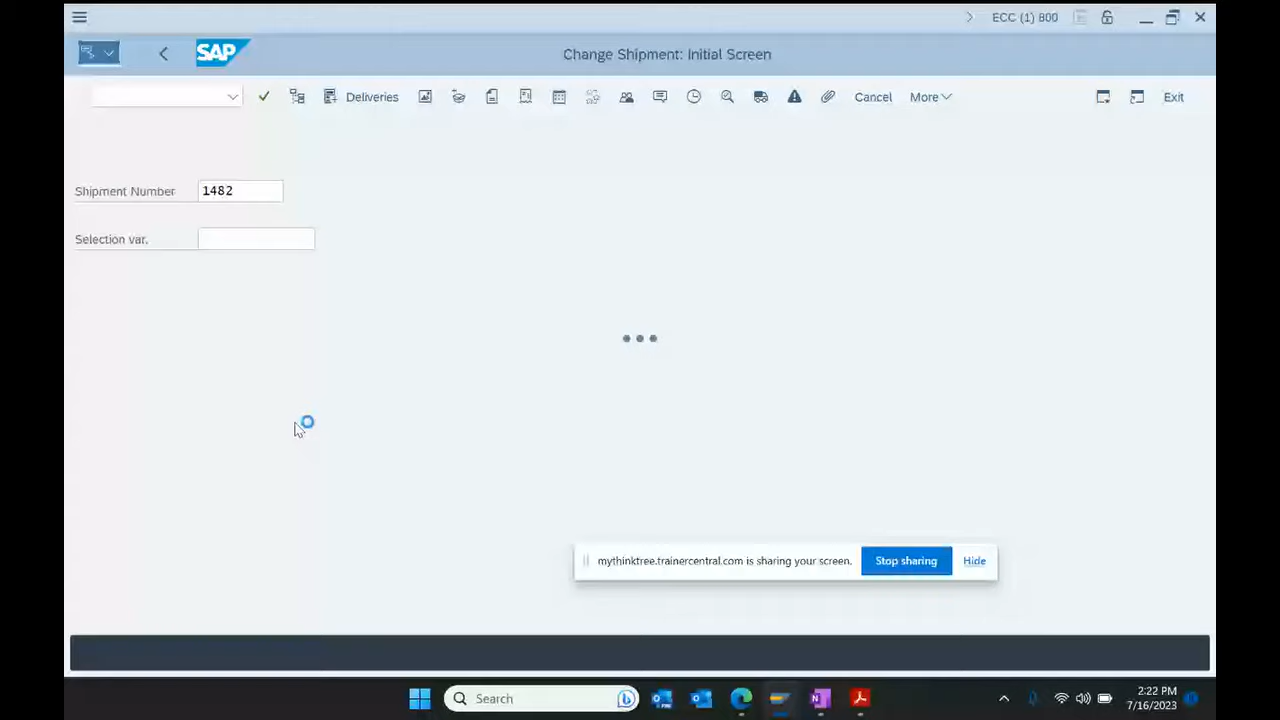 ECC (1) 800
SAP
Change Shipment: Initial Screen
Deliveries
Cancel
More
Exit
Shipment Number 1482
Selection var.
mythinktree.trainercentral.com is sharing your screen.
Stop sharing
Hide
Search
2:22 PM
7/16/2023